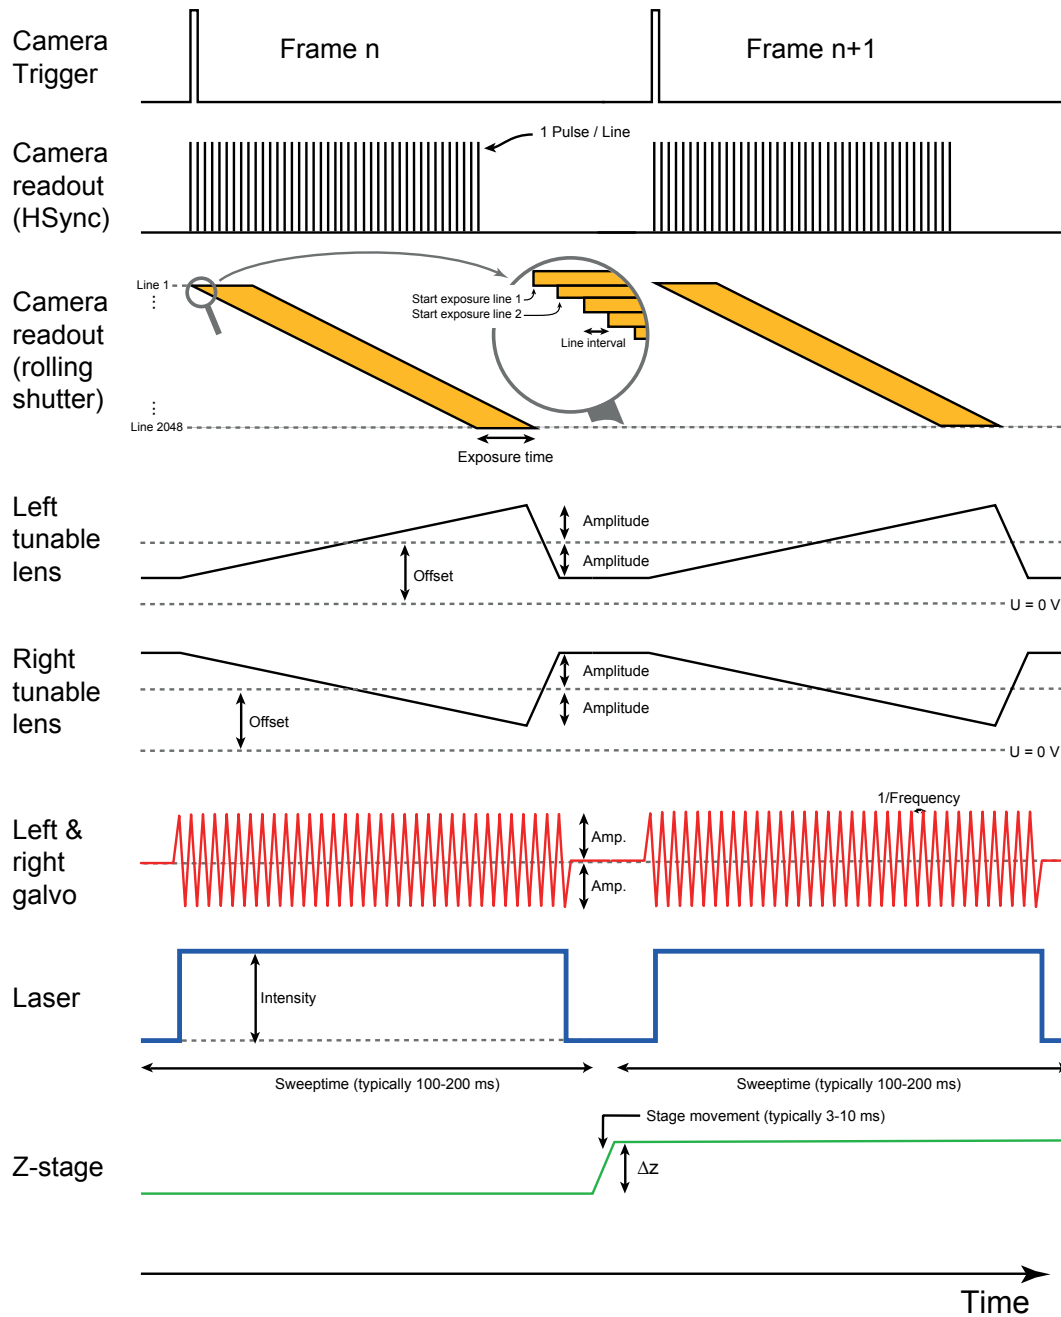 Camera
Trigger
Frame n
Frame n+1
Camera
readout
(HSync)
1 Pulse / Line
Camera
readout
(rolling
shutter)
Line 1
Start exposure line 1
Start exposure line 2
Line interval
Line 2048
Exposure time
Left
tunable
lens
Amplitude
Amplitude
Offset
U = 0 V
Right
tunable
lens
Amplitude
Amplitude
Offset
U = 0 V
Left &
right
galvo
1/Frequency
Amp.
Amp.
Laser
Intensity
Sweeptime (typically 100-200 ms)
Sweeptime (typically 100-200 ms)
Stage movement (typically 3-10 ms)
Z-stage
Δz
Time